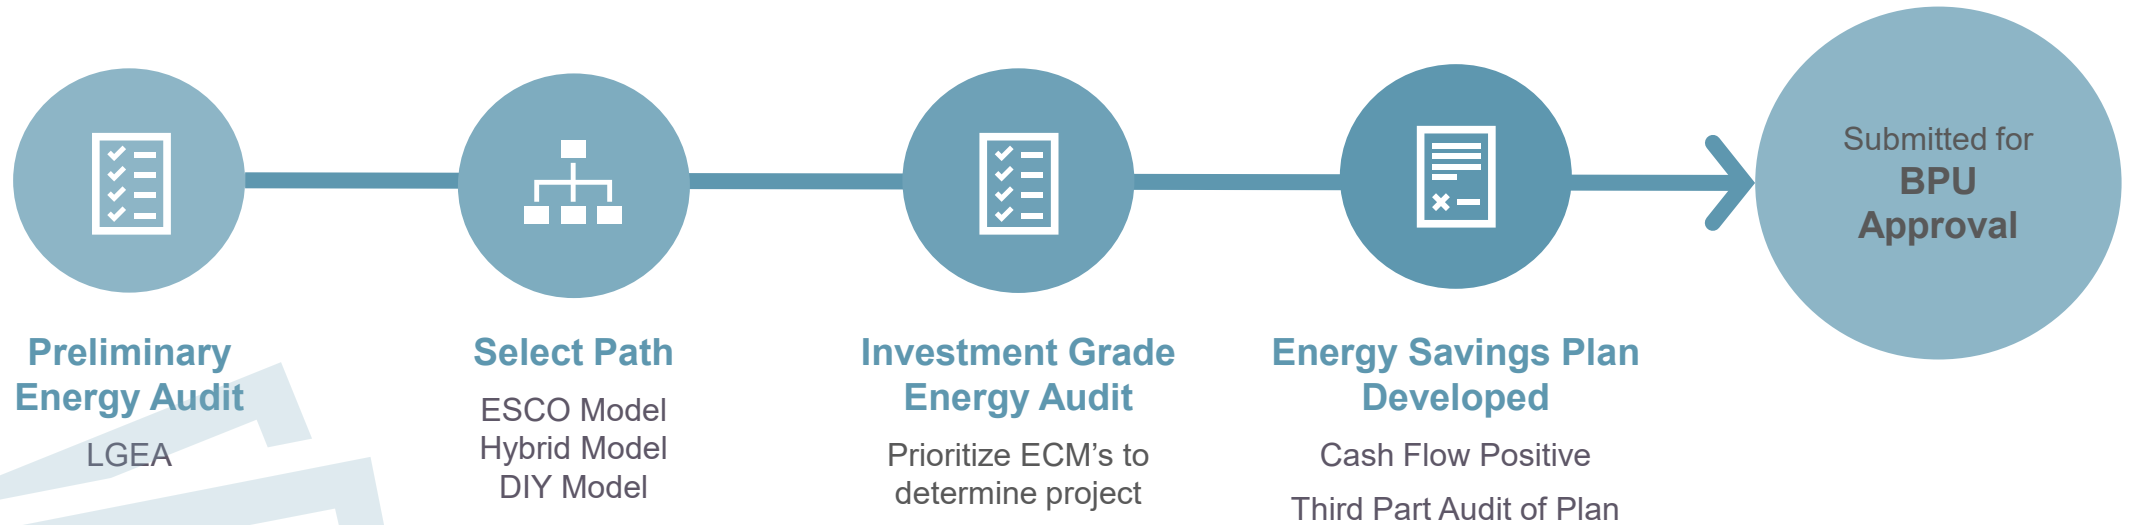 Preliminary
Energy Audit
LGEA
Select Path
ESCO Model
Hybrid Model
DIY Model
Investment Grade
Energy Audit
Prioritize ECM’s to
determine project
Energy Savings Plan
Developed
Cash Flow Positive
Third Part Audit of Plan
Submitted for
BPU
Approval